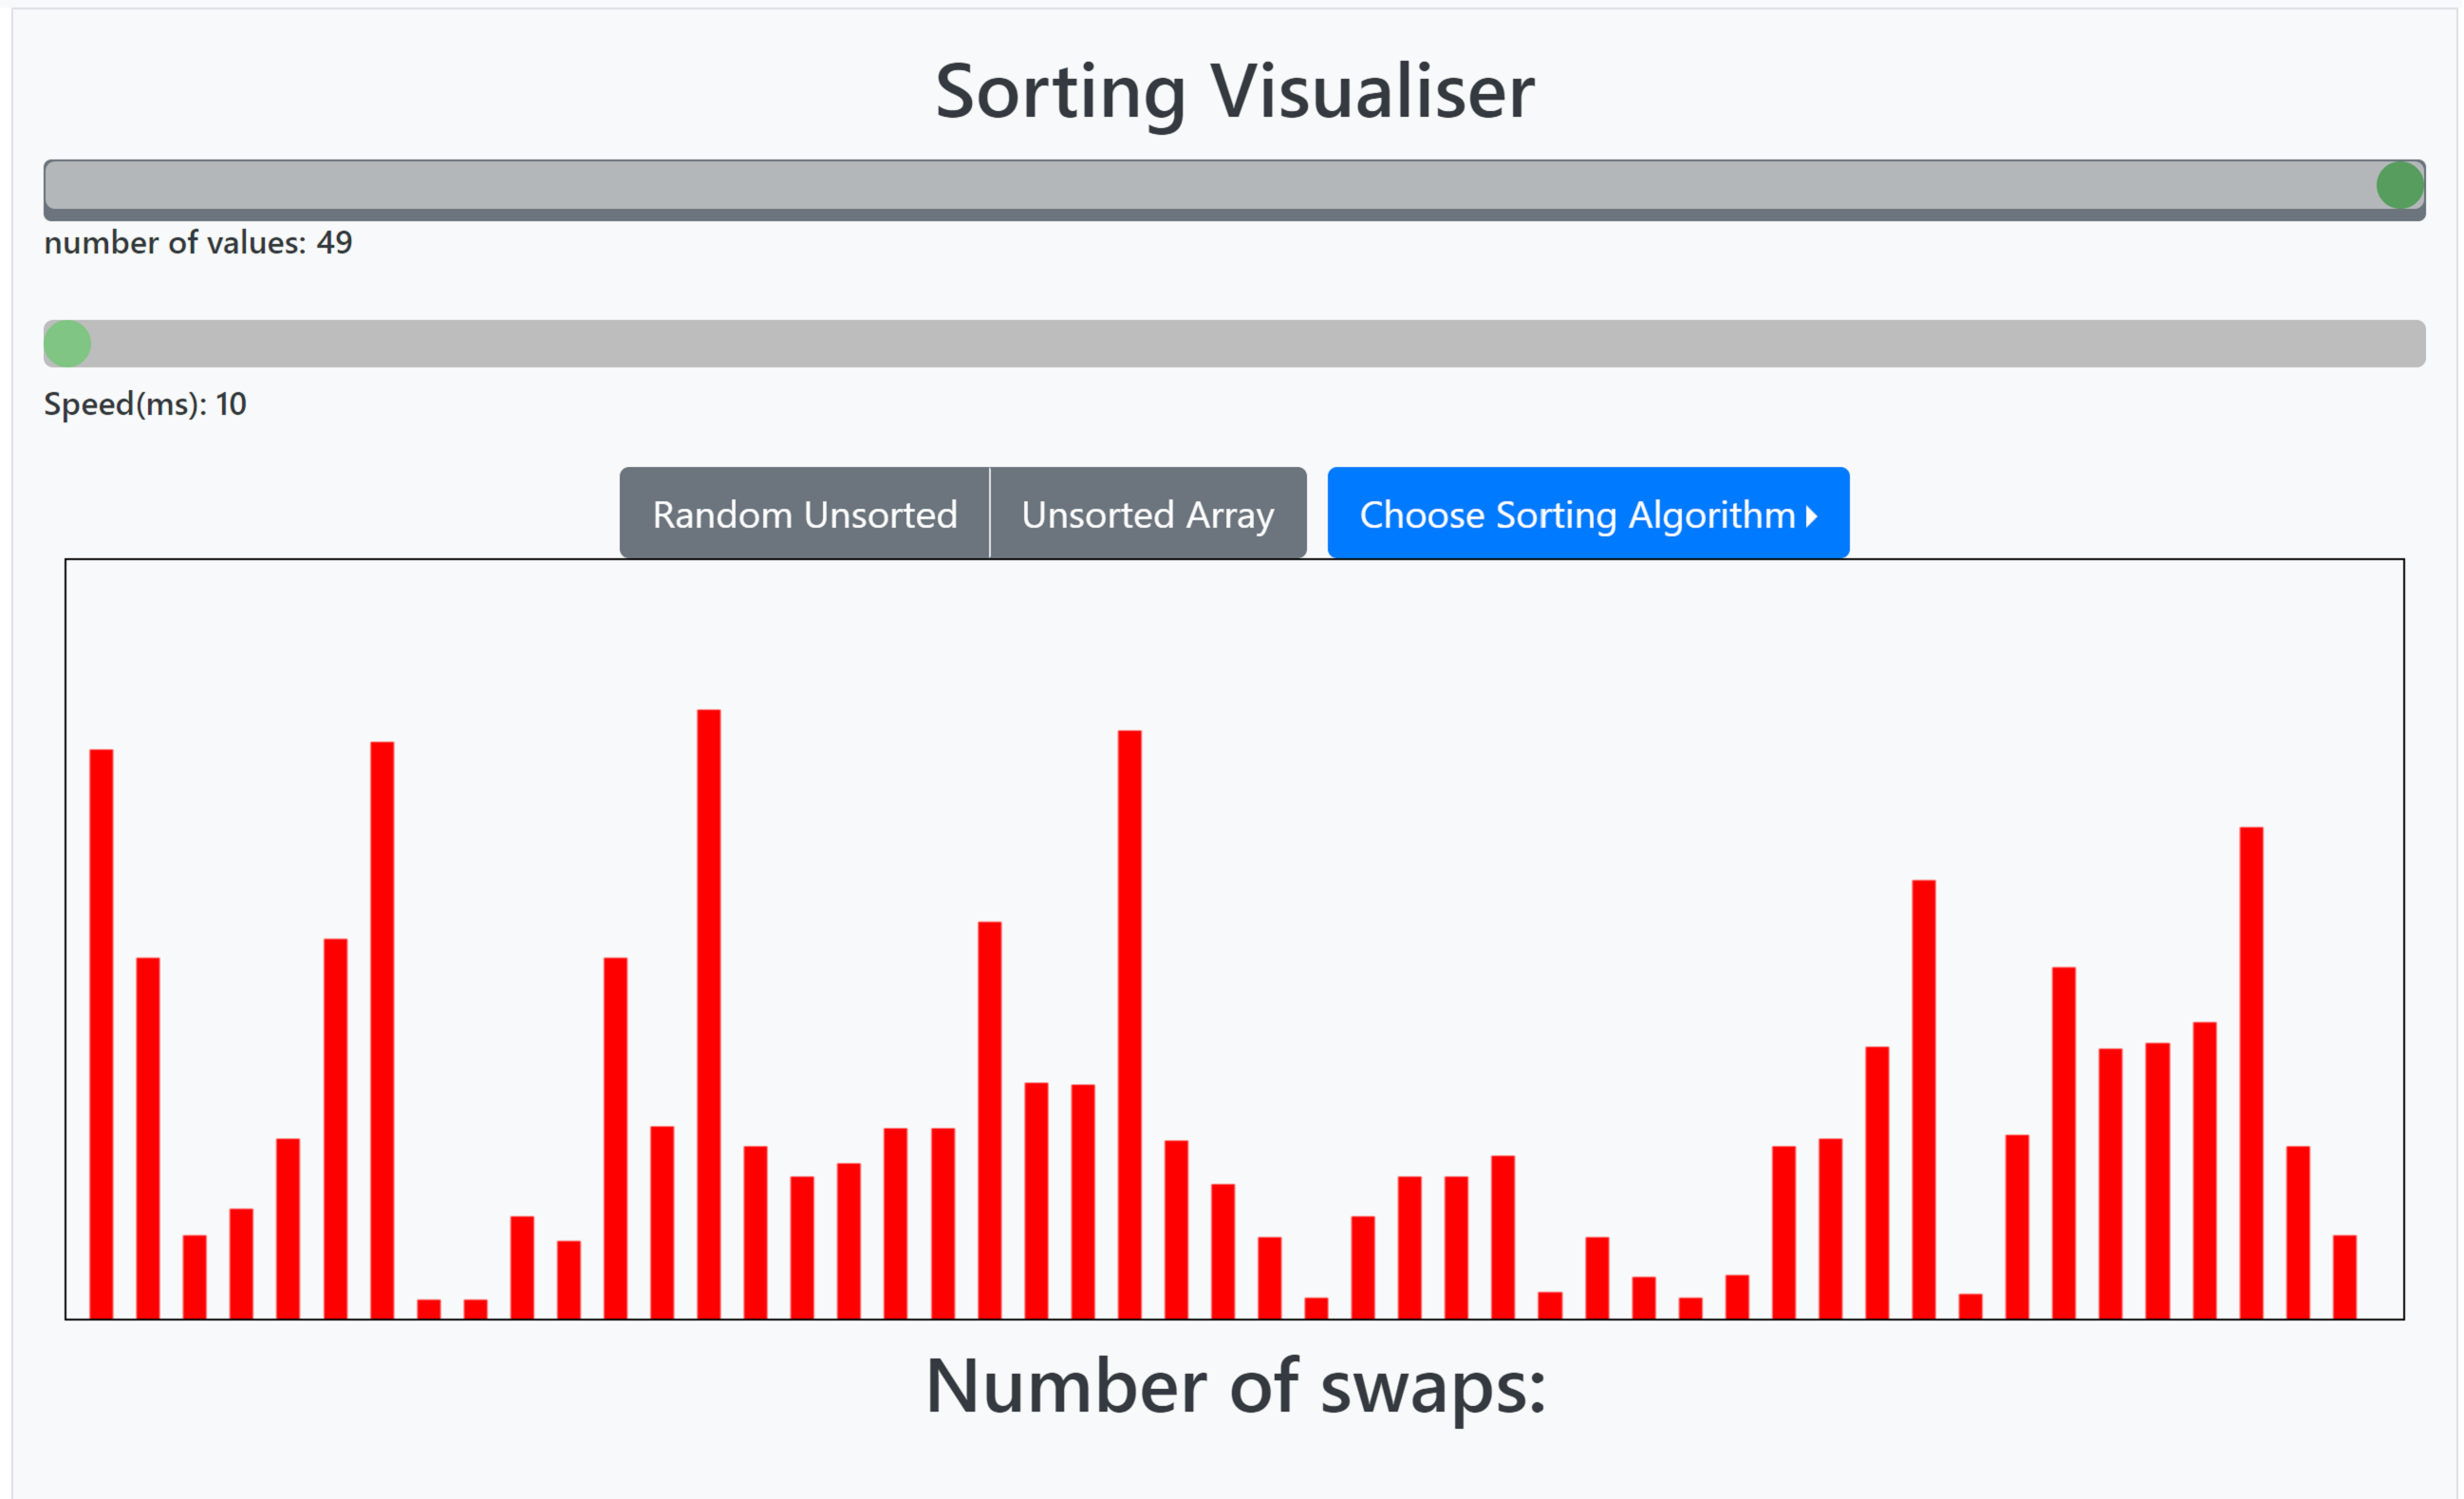 Sorting Visualiser
number of values: 49
Speed(ms): 10
Random Unsorted Unsorted Array Choose Sorting Algorithm
Number of swaps: